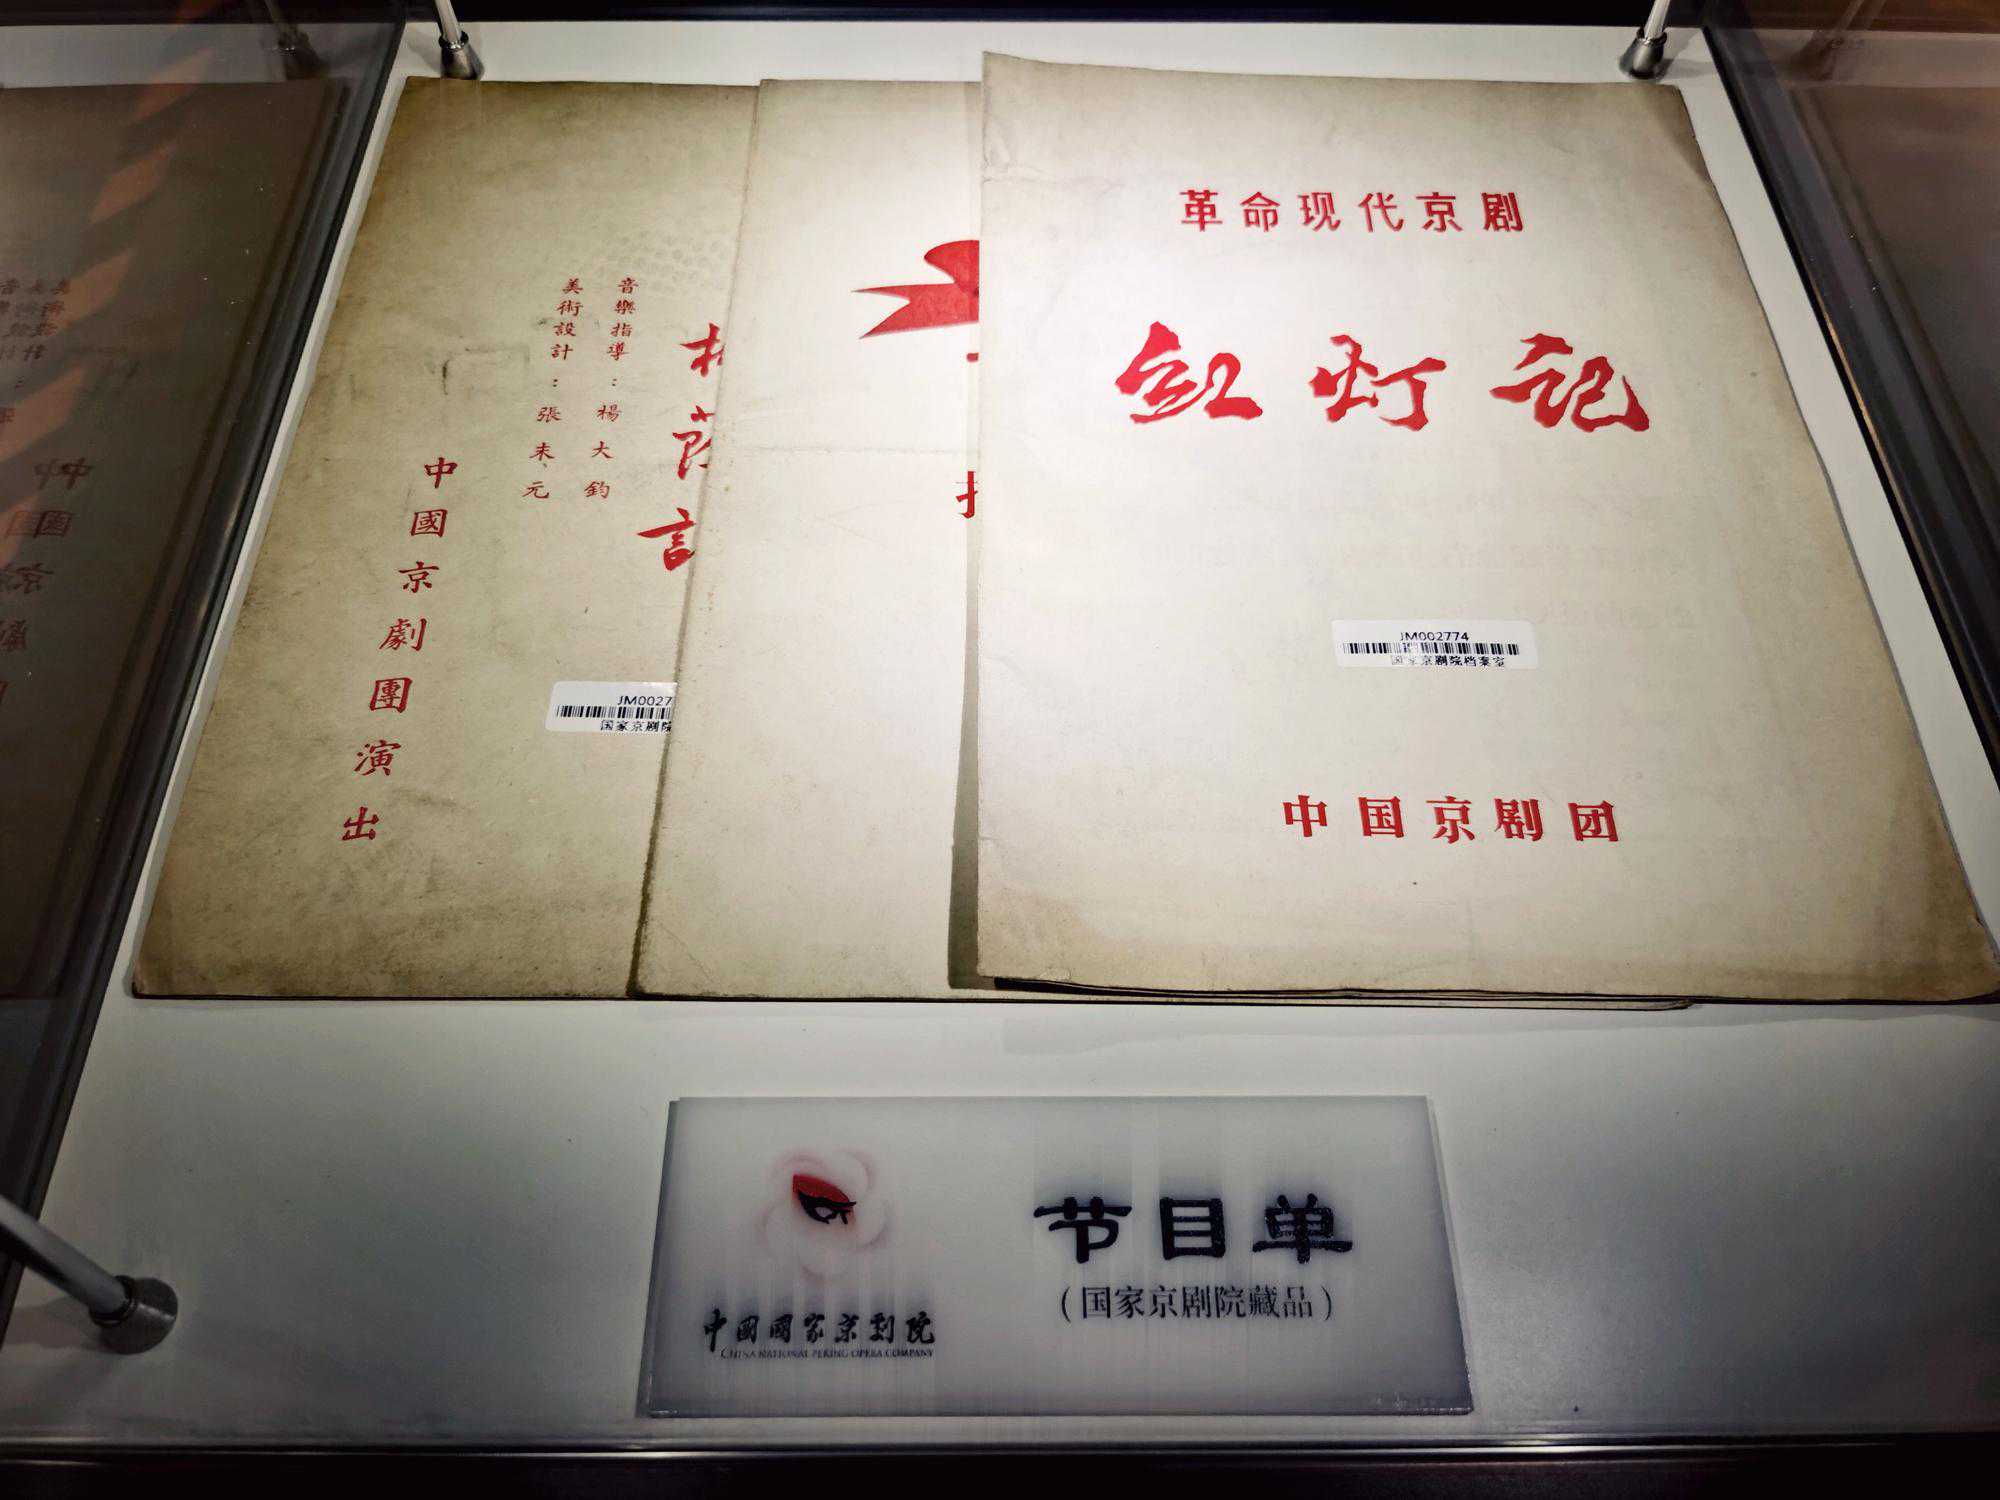 革命现代京剧
红灯记
JM002774
国家京剧院档案室
中国京剧团
音樂指導：楊大鈞
美術設計：張末元
中國京劇團演出
JM0027
国家京剧院
中國國家京剧院
CHINA NATIONAL PEKING OPERA COMPANY
节目单
（国家京剧院藏品）